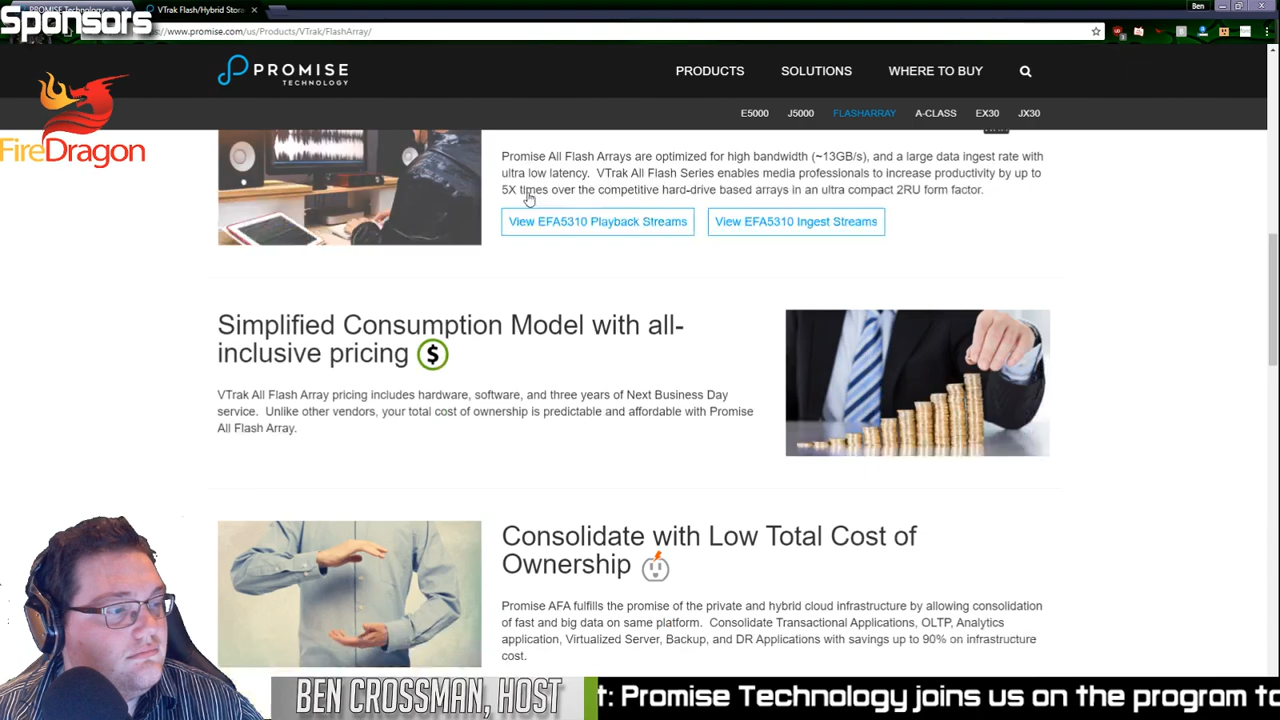 Sponsors
VTrak Flash/Hybrid Stora
Ben
www.promise.com/us/Products/VTrak/FlashArray/
PROMISE
TECHNOLOGY
PRODUCTS
SOLUTIONS
WHERE TO BUY
E5000
J5000
FLASHARRAY
A-CLASS
EX30
JX30
FireDragon
Promise All Flash Arrays are optimized for high bandwidth (~13GB/s), and a large data ingest rate with
ultra low latency. VTrak All Flash Series enables media professionals to increase productivity by up to
5X times over the competitive hard-drive based arrays in an ultra compact 2RU form factor.
View EFA5310 Playback Streams
View EFA5310 Ingest Streams
Simplified Consumption Model with all-
inclusive pricing $
VTrak All Flash Array pricing includes hardware, software, and three years of Next Business Day
service. Unlike other vendors, your total cost of ownership is predictable and affordable with Promise
All Flash Array.
Consolidate with Low Total Cost of
Ownership
Promise AFA fulfills the promise of the private and hybrid cloud infrastructure by allowing consolidation
of fast and big data on same platform. Consolidate Transactional Applications, OLTP, Analytics
application, Virtualized Server, Backup, and DR Applications with savings up to 90% on infrastructure
cost.
BEN CROSSMAN, HOST
t: Promise Technology joins us on the program to